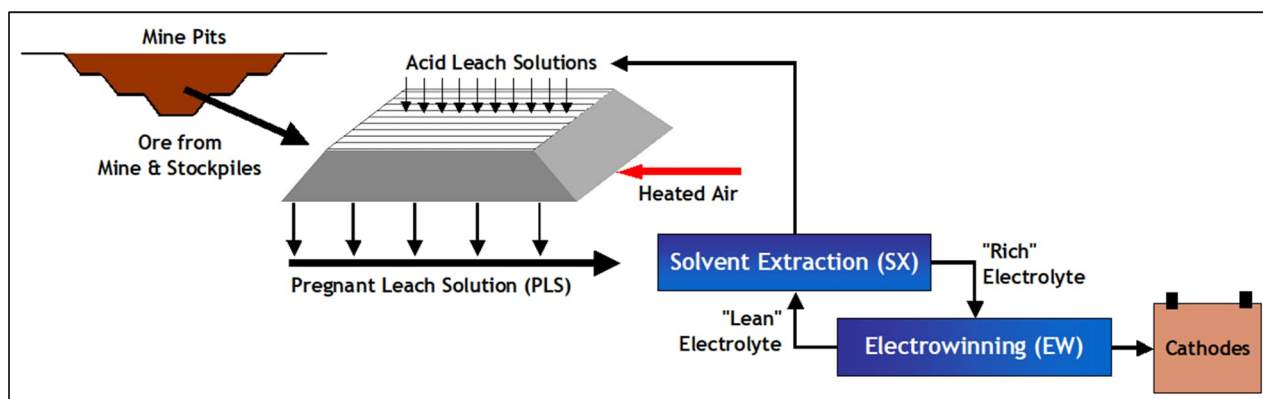 Mine Pits
Acid Leach Solutions
Ore from
Mine & Stockpiles
Heated Air
Pregnant Leach Solution (PLS)
Solvent Extraction (SX)
"Rich"
Electrolyte
"Lean"
Electrolyte
Electrowinning (EW)
Cathodes